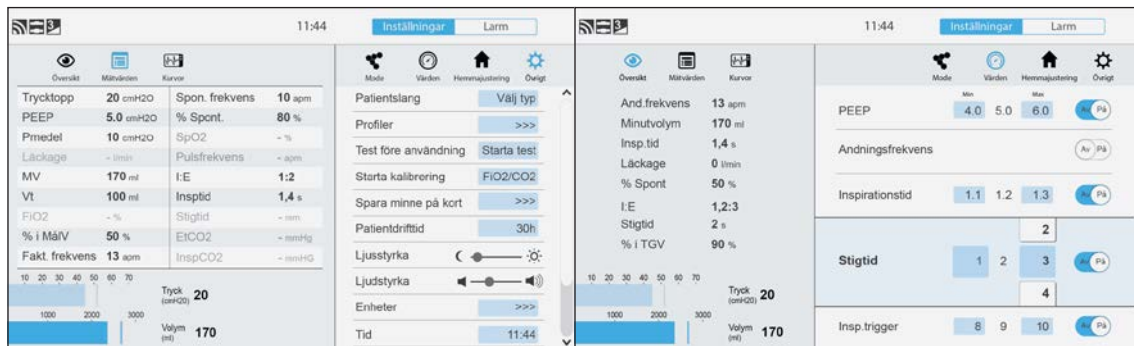 3
11:44
Inställningar Larm
Översikt Mätvärden Kurvor
Mode Värden Hemmajustering Övrigt
Trycktopp 20 cmH2O Spon. frekvens 10 apm
PEEP 5.0 cmH2O % Spont. 80 %
Pmedel 10 cmH2O SpO2 - %
Läckage - l/min Pulsfrekvens - apm
MV 170 ml I:E 1:2
Vt 100 ml Insptid 1,4 s
FiO2 - % Stigtid - mm
% i MålV 50 % EtCO2 - mmHg
Fakt. frekvens 13 apm InspCO2 - mmHG
10 20 30 40 50 60 70
Tryck (cmH2O) 20
1000 2000 3000
Volym (ml) 170
Patientslang Välj typ
Profiler >>>
Test före användning Starta test
Starta kalibrering FiO2/CO2
Spara minne på kort >>>
Patientdrifttid 30h
Ljusstyrka
Ljudstyrka
Enheter >>>
Tid 11:44
3
11:44
Inställningar Larm
Översikt Mätvärden Kurvor
Mode Värden Hemmajustering Övrigt
And.frekvens 13 apm
Minutvolym 170 ml
Insp.tid 1,4 s
Läckage 0 l/min
% Spont 50 %
I:E 1,2:3
Stigtid 2 s
% i TGV 90 %
10 20 30 40 50 60 70
Tryck (cmH2O) 20
1000 2000 3000
Volym (ml) 170
Min Max
PEEP 4.0 5.0 6.0 Av På
Andningsfrekvens Av På
Inspirationstid 1.1 1.2 1.3 Av På
2
Stigtid 1 2 3 Av På
4
Insp.trigger 8 9 10 Av På